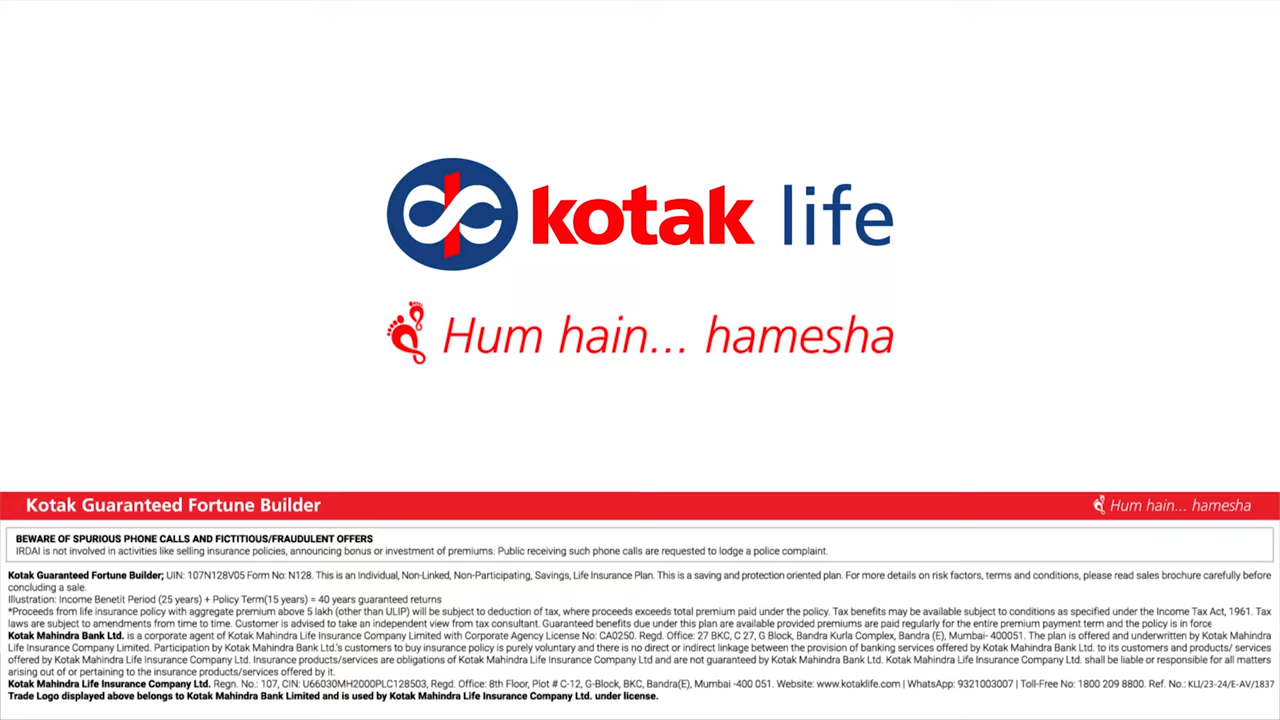 kotak life
Hum hain... hamesha
Kotak Guaranteed Fortune Builder
Hum hain... hamesha
BEWARE OF SPURIOUS PHONE CALLS AND FICTITIOUS/FRAUDULENT OFFERS
IRDAI is not involved in activities like selling insurance policies, announcing bonus or investment of premiums. Public receiving such phone calls are requested to lodge a police complaint.
Kotak Guaranteed Fortune Builder; UIN: 107N128V05 Form No: N128. This is an Individual, Non-Linked, Non-Participating, Savings, Life Insurance Plan. This is a saving and protection oriented plan. For more details on risk factors, terms and conditions, please read sales brochure carefully before
concluding a sale.
Illustration: Income Benefit Period (25 years) + Policy Term(15 years) = 40 years guaranteed returns
*Proceeds from life insurance policy with aggregate premium above 5 lakh (other than ULIP) will be subject to deduction of tax, where proceeds exceeds total premium paid under the policy. Tax benefits may be available subject to conditions as specified under the Income Tax Act, 1961. Tax
laws are subject to amendments from time to time. Customer is advised to take an independent view from tax consultant. Guaranteed benefits due under this plan are available provided premiums are paid regularly for the entire premium payment term and the policy is in force
Kotak Mahindra Bank Ltd. is a corporate agent of Kotak Mahindra Life Insurance Company Limited with Corporate Agency License No: CA0250. Regd. Office: 27 BKC, C 27, G Block, Bandra Kurla Complex, Bandra (E), Mumbai- 400051. The plan is offered and underwritten by Kotak Mahindra
Life Insurance Company Limited. Participation by Kotak Mahindra Bank Ltd.'s customers to buy insurance policy is purely voluntary and there is no direct or indirect linkage between the provision of banking services offered by Kotak Mahindra Bank Ltd. to its customers and products/ services
offered by Kotak Mahindra Life Insurance Company Ltd. Insurance products/services are obligations of Kotak Mahindra Life Insurance Company Ltd and are not guaranteed by Kotak Mahindra Bank Ltd. Kotak Mahindra Bank Ltd. shall be liable or responsible for all matters
arising out of or pertaining to the insurance products/services offered by it.
Kotak Mahindra Life Insurance Company Ltd. Regn. No.: 107, CIN: U66030MH2000PLC128503, Regd. Office: 8th Floor, Plot # C-12, G-Block, BKC, Bandra(E), Mumbai -400 051. Website: www.kotaklife.com | WhatsApp: 9321003007 | Toll-Free No: 1800 209 8800. Ref. No.: KLI/23-24/E-AV/1837
Trade Logo displayed above belongs to Kotak Mahindra Bank Limited and is used by Kotak Mahindra Life Insurance Company Ltd. under license.